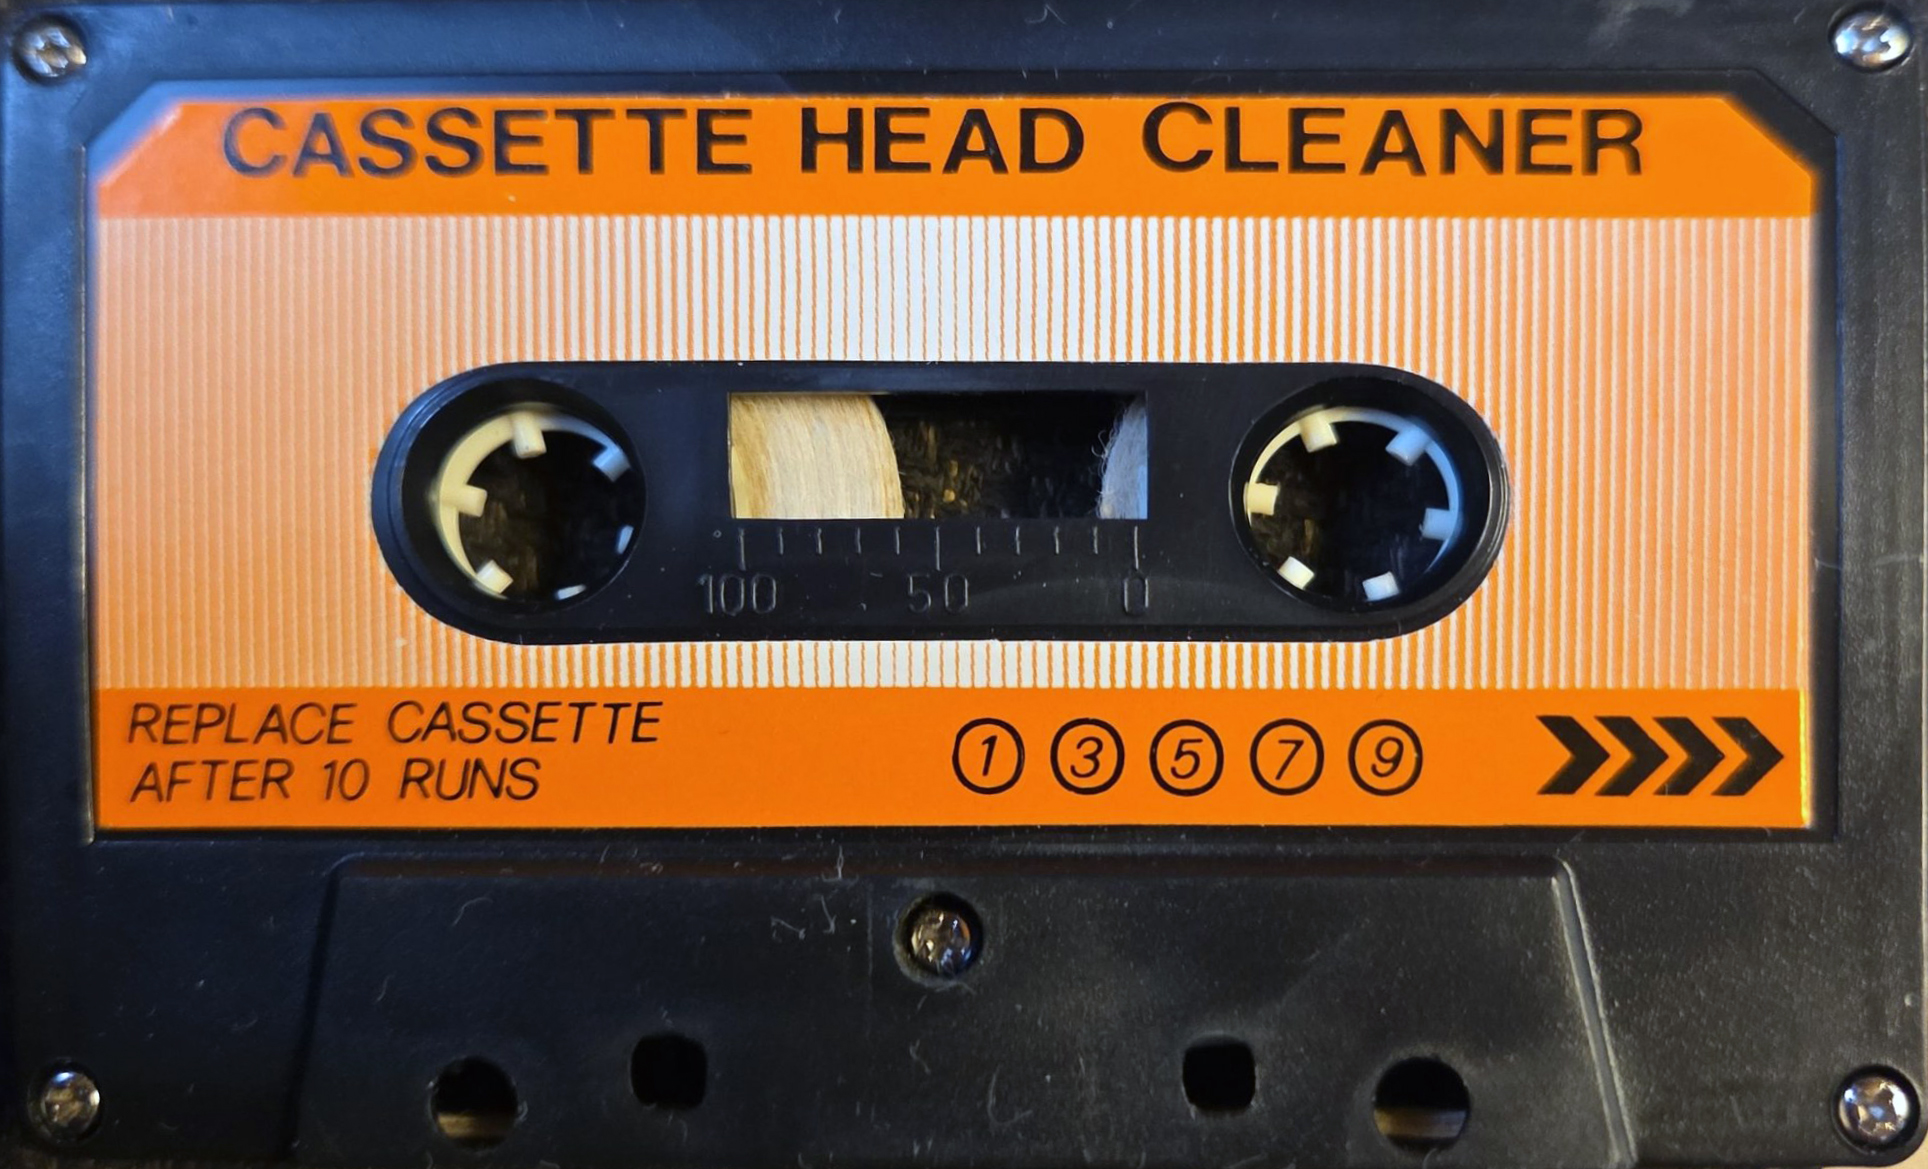 CASSETTE HEAD CLEANER
100 50 0
REPLACE CASSETTE
AFTER 10 RUNS
1 3 5 7 9